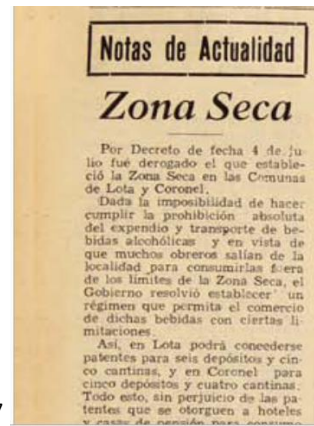 Notas de Actualidad
Zona Seca
Por Decreto de fecha 4 de Ju
lio fué derogado el que estable-
ció la Zona Seca en las Comunas
de Lota y Coronel.
Dada la imposibilidad de hacer
cumplir la prohibición absoluta
del expendio y transporte de be-
bidas alcohólicas y en vista de
que muchos obreros salían de la
localidad para consumirlas fuera
de los límites de la Zona Seca, el
Gobierno resolvió establecer un
régimen que permita el comercio
de dichas bebidas con ciertas li-
mitaciones.
Así, en Lota podrá concederse
patentes para seis depósitos y cin-
co cantinas, y en Coronel para
cinco depósitos y cuatro cantinas.
Todo esto, sin perjuicio de las pa-
tentes que se otorguen a hoteles
y casas de pensión para consumo